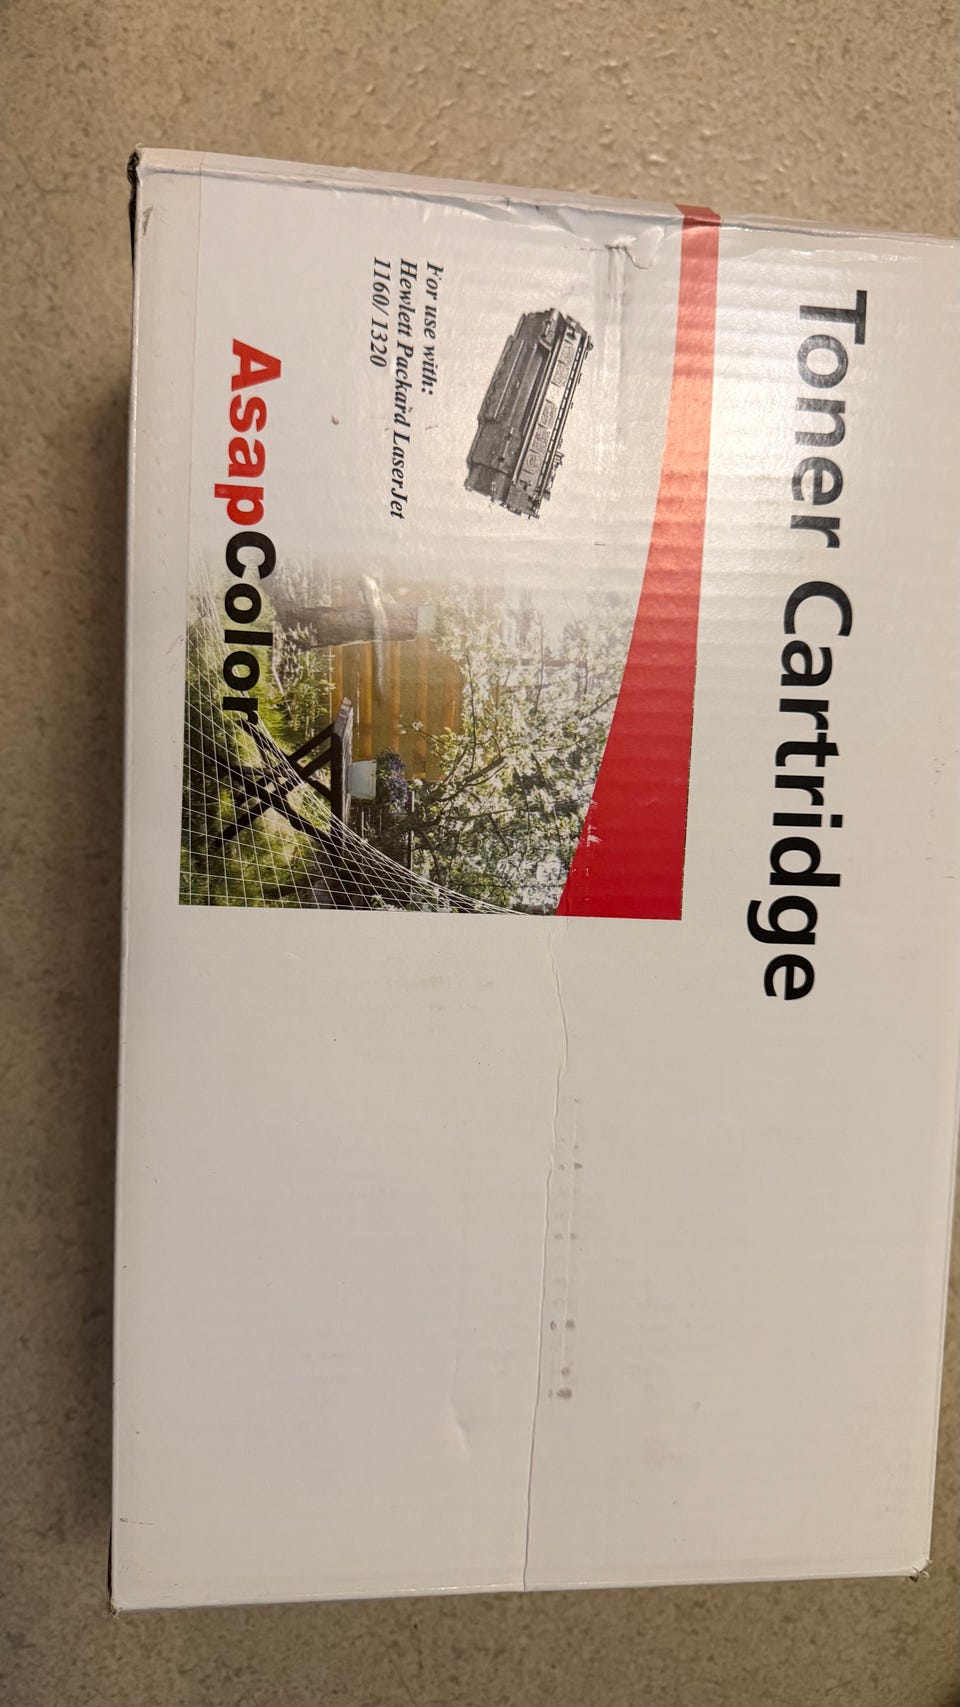 Toner Cartridge
For use with:
Hewlett Packard LaserJet
1160/ 1320
AsapColor